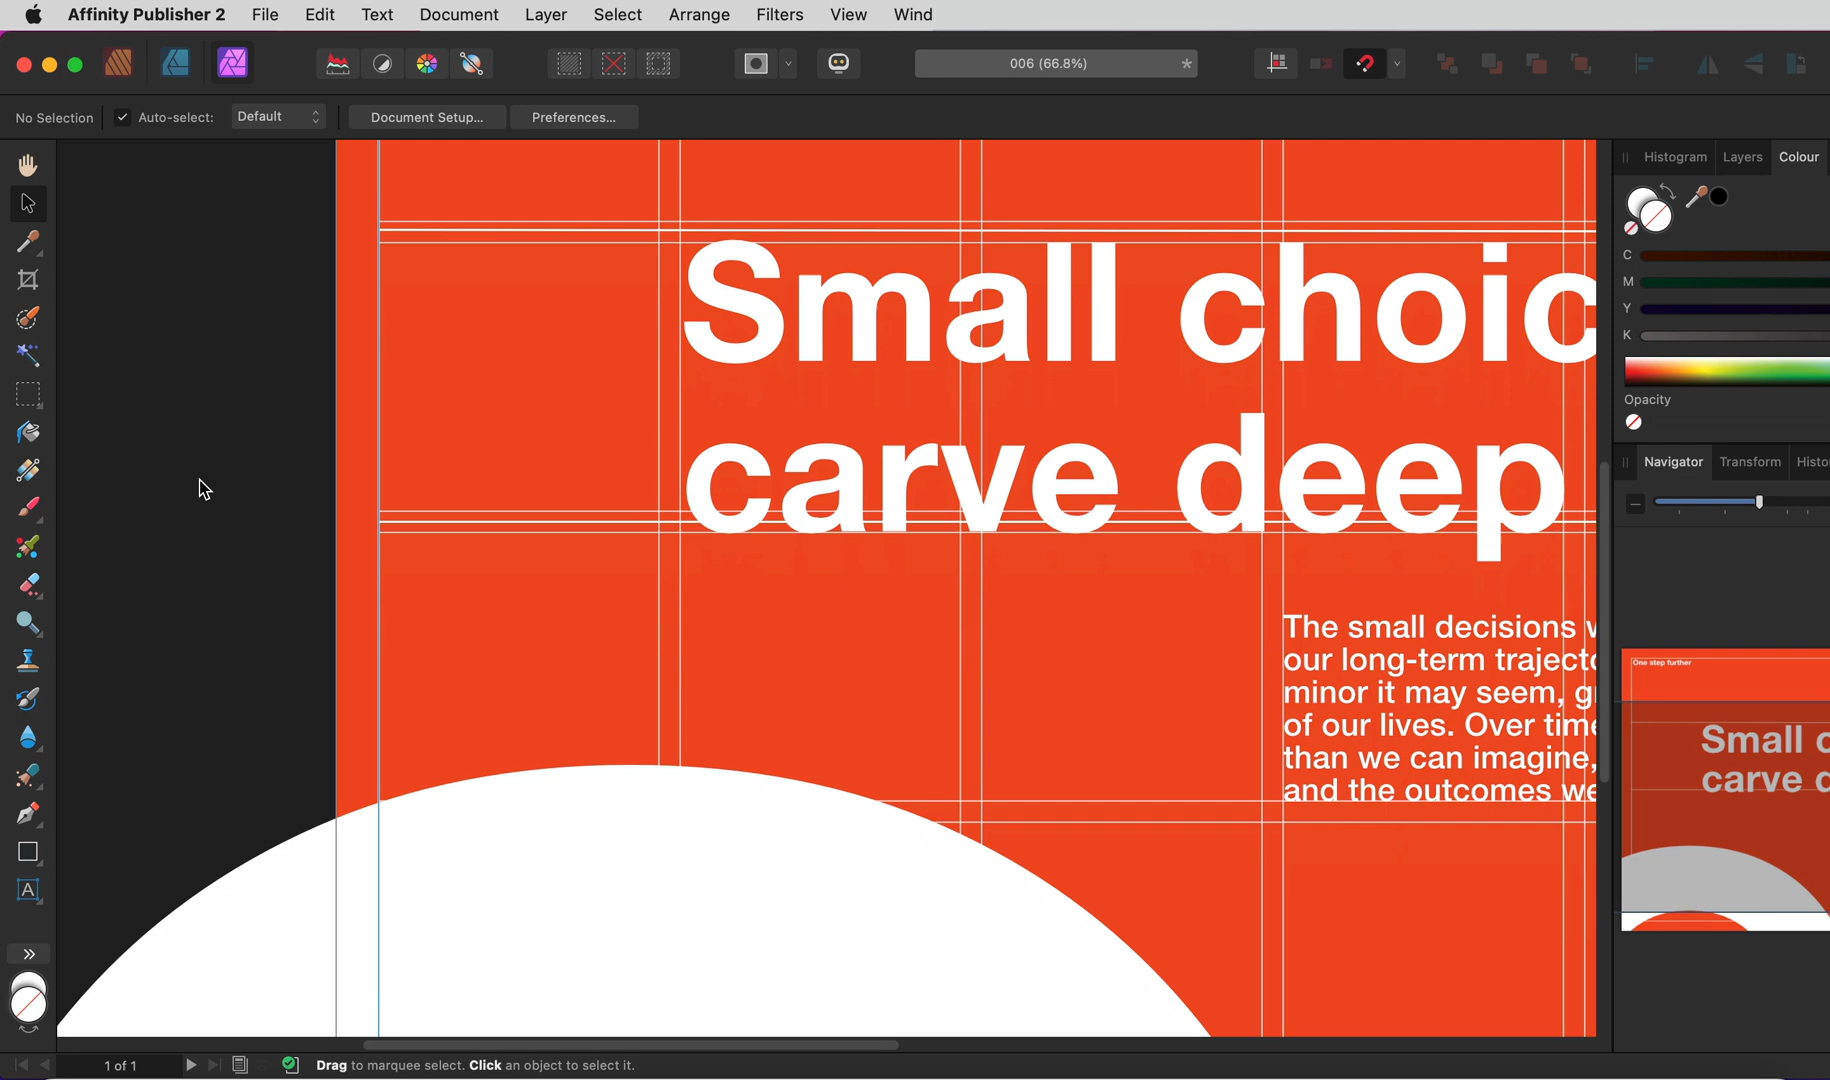 Affinity Publisher 2 File Edit Text Document Layer Select Arrange Filters View Wind
006 (66.8%) *
No Selection Auto-select: Default Document Setup... Preferences...
Histogram Layers Colour
C
M
Y
K
Opacity
Navigator Transform Histo
Small choic
carve deep
The small decisions w
our long-term trajecto
minor it may seem, g
of our lives. Over time
than we can imagine,
and the outcomes we
One step further
Small c
carve d
A
1 of 1 Drag to marquee select. Click an object to select it.